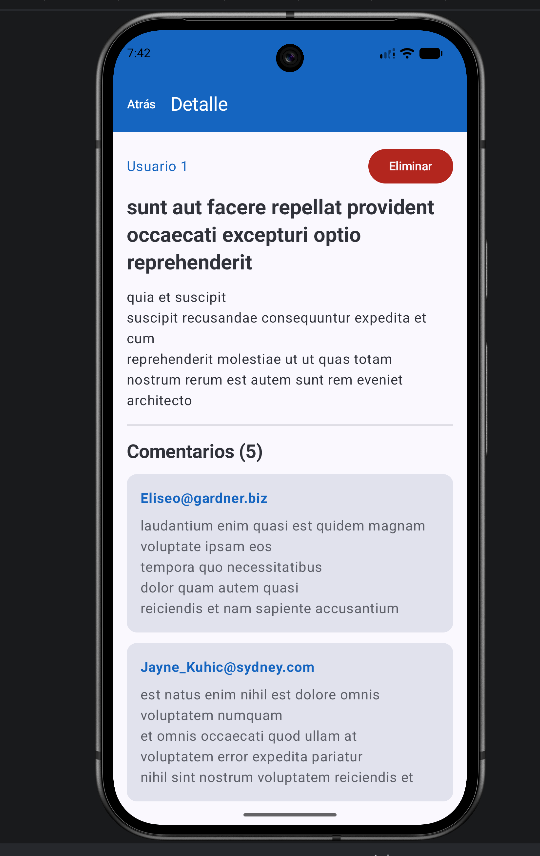 7:42
Atrás Detalle
Usuario 1
Eliminar
sunt aut facere repellat provident
occaecati excepturi optio
reprehenderit
quia et suscipit
suscipit recusandae consequuntur expedita et
cum
reprehenderit molestiae ut ut quas totam
nostrum rerum est autem sunt rem eveniet
architecto
Comentarios (5)
Eliseo@gardner.biz
laudantium enim quasi est quidem magnam
voluptate ipsam eos
tempora quo necessitatibus
dolor quam autem quasi
reiciendis et nam sapiente accusantium
Jayne_Kuhic@sydney.com
est natus enim nihil est dolore omnis
voluptatem numquam
et omnis occaecati quod ullam at
voluptatem error expedita pariatur
nihil sint nostrum voluptatem reiciendis et